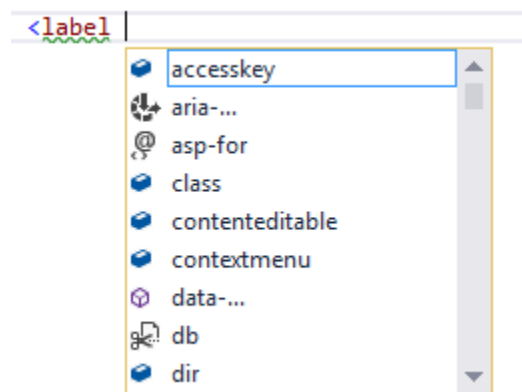 <label
accesskey
aria-...
asp-for
class
contenteditable
contextmenu
data-...
db
dir